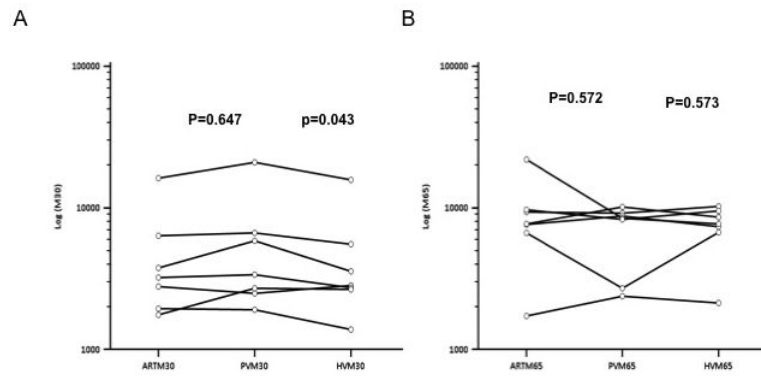 A
B
100000
P=0.647
p=0.043
Log (M30)
10000
1000
ARTM30
PVM30
HVM30
100000
P=0.572
P=0.573
Log (M65)
10000
1000
ARTM65
PVM65
HVM65